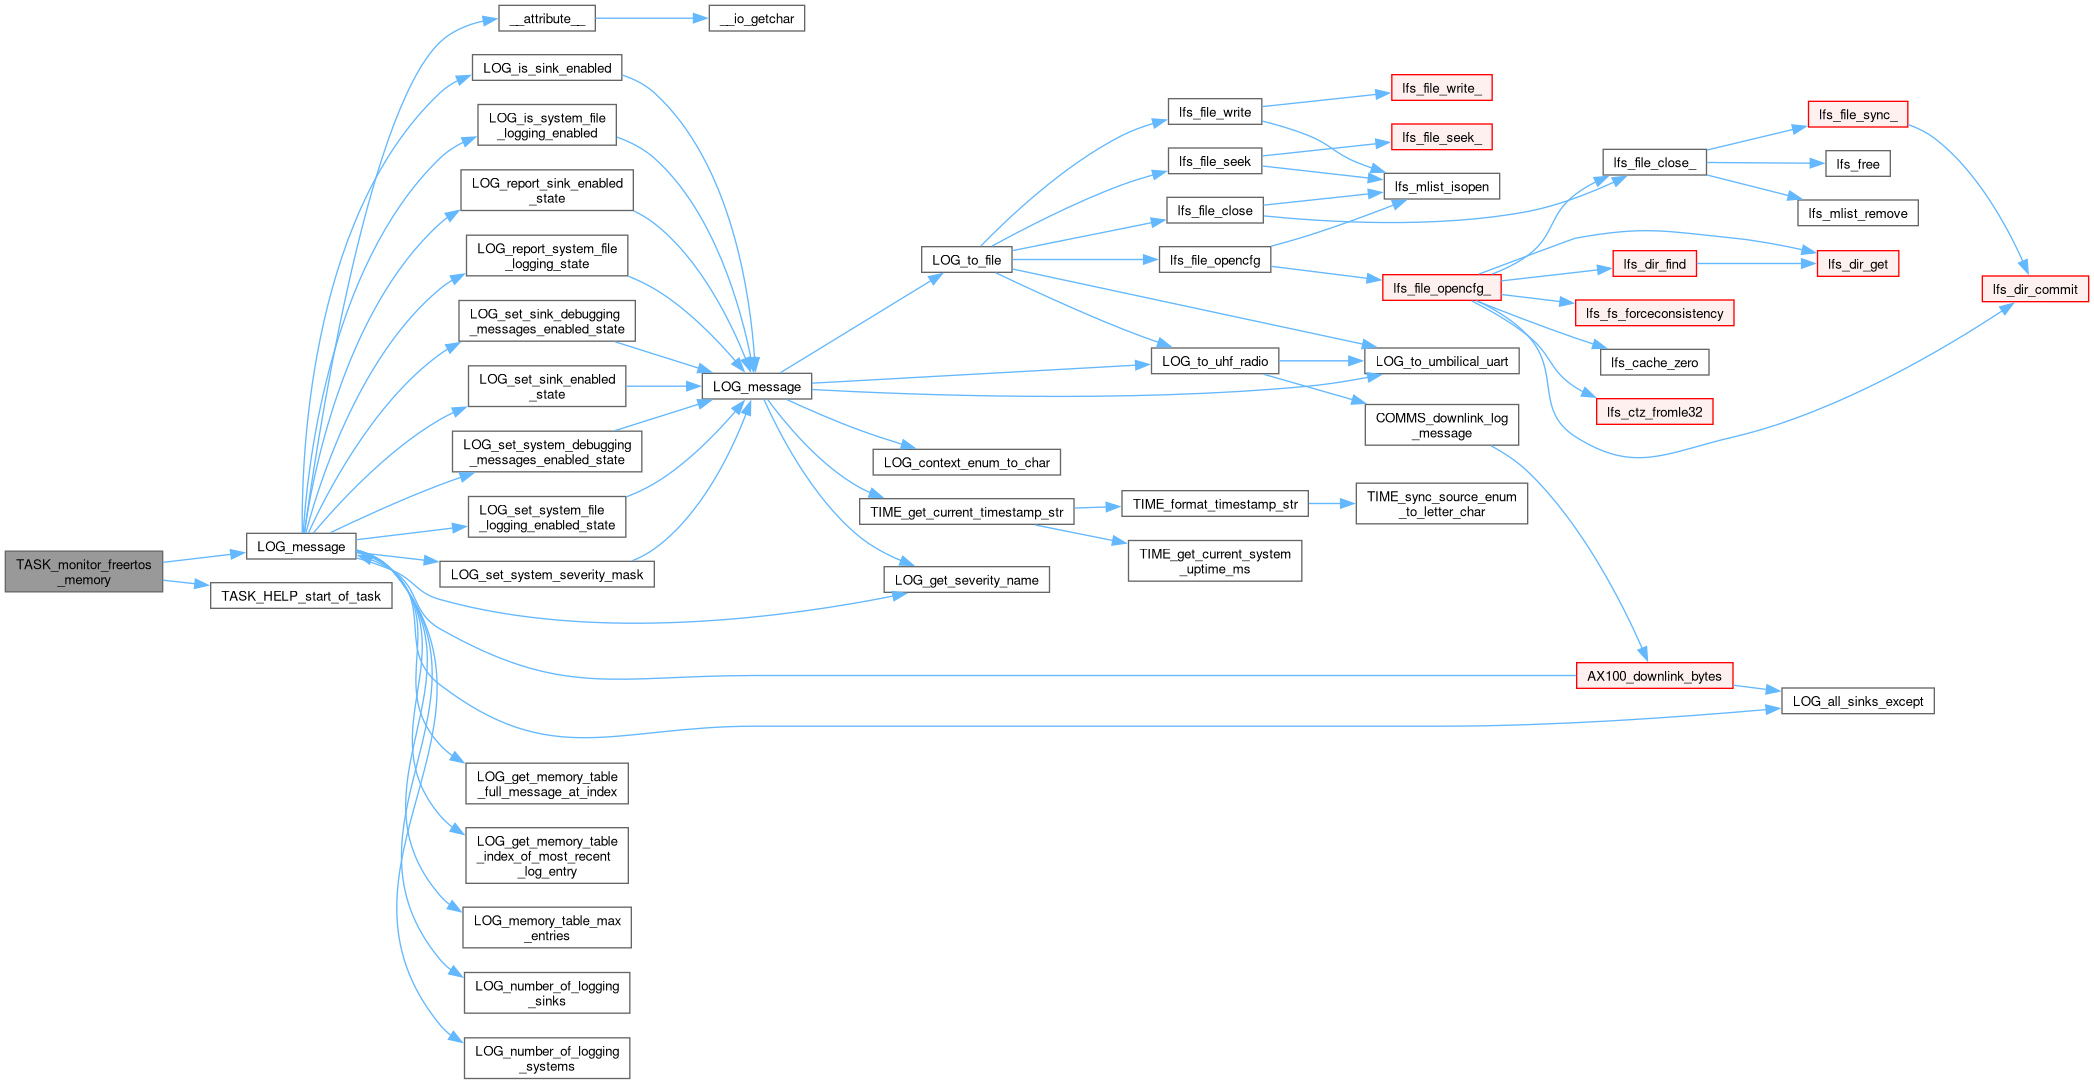 TASK_monitor_freertos
_memory
LOG_message
TASK_HELP_start_of_task
__attribute__
__io_getchar
LOG_is_sink_enabled
LOG_is_system_file
_logging_enabled
LOG_report_sink_enabled
_state
LOG_report_system_file
_logging_state
LOG_set_sink_debugging
_messages_enabled_state
LOG_set_sink_enabled
_state
LOG_set_system_debugging
_messages_enabled_state
LOG_set_system_file
_logging_enabled_state
LOG_set_system_severity_mask
LOG_get_memory_table
_full_message_at_index
LOG_get_memory_table
_index_of_most_recent
_log_entry
LOG_memory_table_max
_entries
LOG_number_of_logging
_sinks
LOG_number_of_logging
_systems
LOG_message
LOG_to_file
LOG_context_enum_to_char
TIME_get_current_timestamp_str
LOG_get_severity_name
lfs_file_write
lfs_file_seek
lfs_file_close
lfs_file_opencfg
LOG_to_uhf_radio
TIME_format_timestamp_str
TIME_get_current_system
_uptime_ms
lfs_file_write_
lfs_file_seek_
lfs_mlist_isopen
lfs_file_opencfg_
LOG_to_umbilical_uart
COMMS_downlink_log
_message
TIME_sync_source_enum
_to_letter_char
lfs_file_close_
lfs_dir_find
lfs_fs_forceconsistency
lfs_cache_zero
lfs_ctz_fromle32
AX100_downlink_bytes
lfs_file_sync_
lfs_free
lfs_mlist_remove
lfs_dir_get
LOG_all_sinks_except
lfs_dir_commit